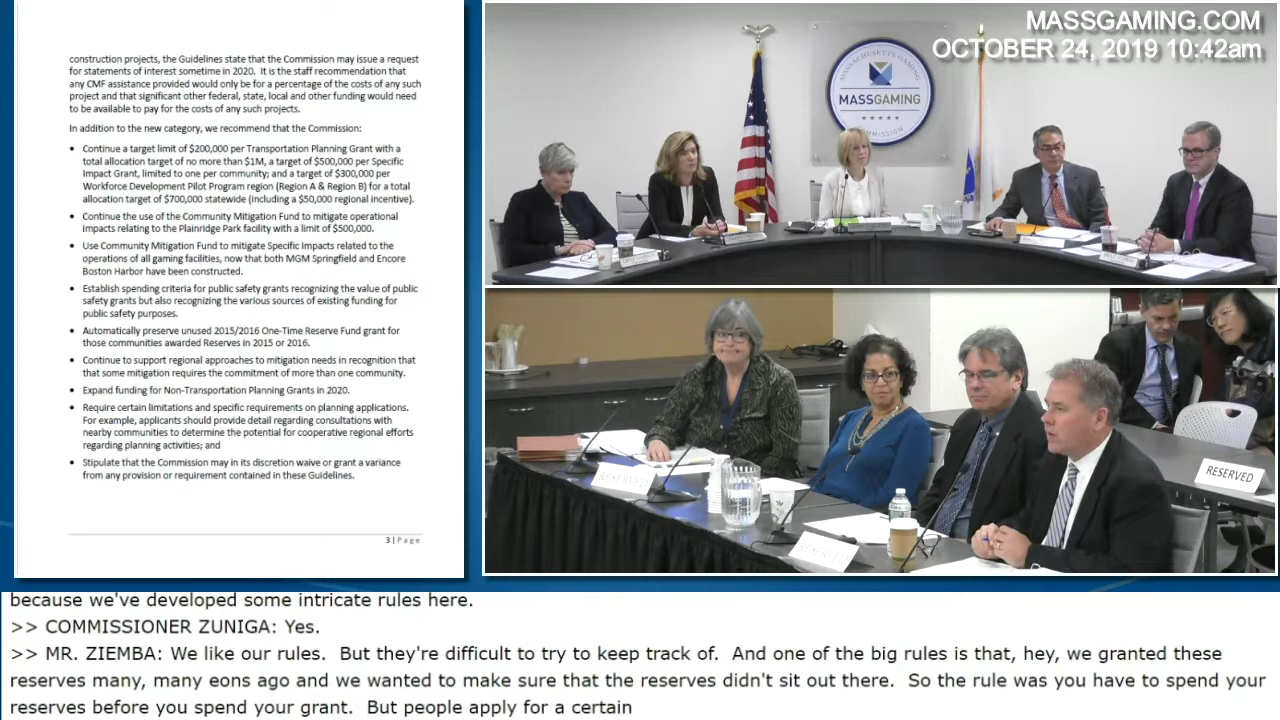 construction projects, the Guidelines state that the Commission may issue a request
for statements of interest sometime in 2020. It is the staff recommendation that
any CMF assistance provided would only be for a percentage of the costs of any such
project and that significant other federal, state, local and other funding would need
to be available to pay for the costs of any such projects.
In addition to the new category, we recommend that the Commission:
• Continue a target limit of $200,000 per Transportation Planning Grant with a
total allocation target of no more than $1M, a target of $500,000 per Specific
Impact Grant, limited to one per community; and a target of $300,000 per
Workforce Development Pilot Program region (Region A & Region B) for a total
allocation target of $700,000 statewide (including a $50,000 regional incentive).
• Continue the use of the Community Mitigation Fund to mitigate operational
impacts relating to the Plainridge Park facility with a limit of $500,000.
• Use Community Mitigation Fund to mitigate Specific Impacts related to the
operations of all gaming facilities, now that both MGM Springfield and Encore
Boston Harbor have been constructed.
• Establish spending criteria for public safety grants recognizing the value of public
safety grants but also recognizing the various sources of existing funding for
public safety purposes.
• Automatically preserve unused 2015/2016 One-Time Reserve Fund grant for
those communities awarded Reserves in 2015 or 2016.
• Continue to support regional approaches to mitigation needs in recognition that
that some mitigation requires the commitment of more than one community.
• Expand funding for Non-Transportation Planning Grants in 2020.
• Require certain limitations and specific requirements on planning applications.
For example, applicants should provide detail regarding consultations with
nearby communities to determine the potential for cooperative regional efforts
regarding planning activities; and
• Stipulate that the Commission may in its discretion waive or grant a variance
from any provision or requirement contained in these Guidelines.
3 | Page
MASSGAMING.COM
OCTOBER 24, 2019 10:42am
MASSACHUSETTS GAMING
MASSGAMING
COMMISSION
RESERVED
RESERVED
RESERVED
because we've developed some intricate rules here.
>> COMMISSIONER ZUNIGA: Yes.
>> MR. ZIEMBA: We like our rules. But they're difficult to try to keep track of. And one of the big rules is that, hey, we granted these
reserves many, many eons ago and we wanted to make sure that the reserves didn't sit out there. So the rule was you have to spend your
reserves before you spend your grant. But people apply for a certain